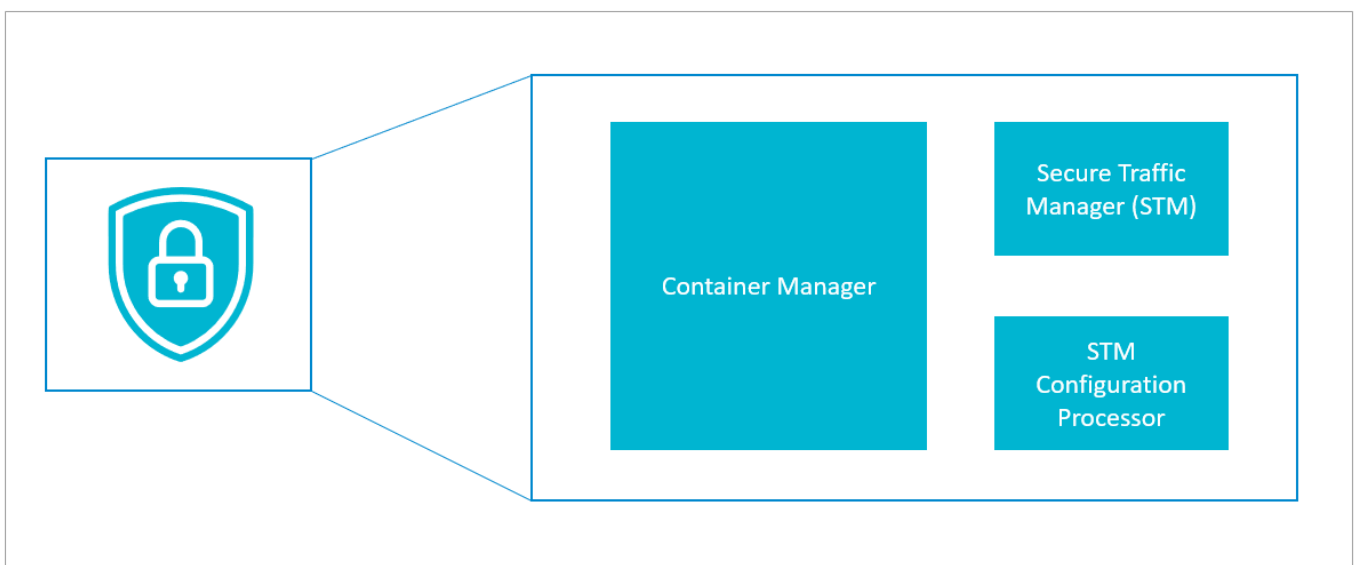 Container Manager
Secure Traffic
Manager (STM)
STM
Configuration
Processor